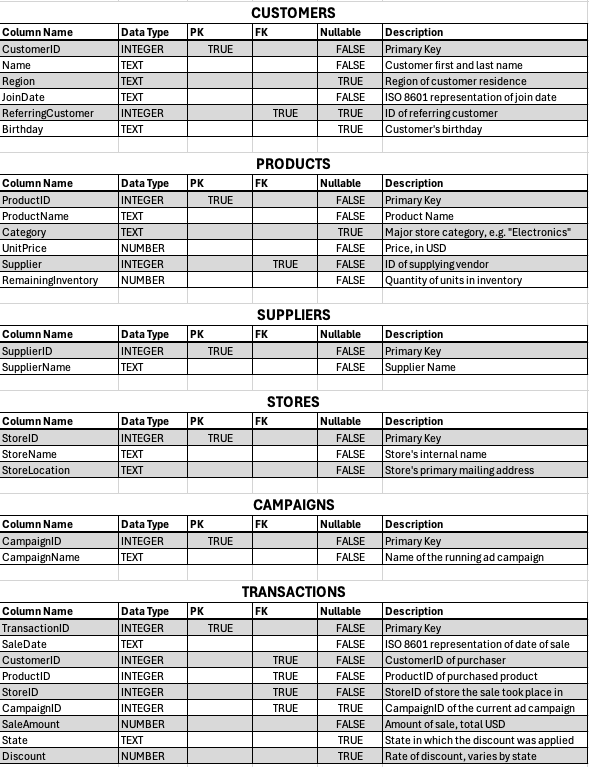 CUSTOMERS
Column Name Data Type PK FK Nullable Description
CustomerID INTEGER TRUE FALSE Primary Key
Name TEXT FALSE Customer first and last name
Region TEXT TRUE Region of customer residence
JoinDate TEXT FALSE ISO 8601 representation of join date
ReferringCustomer INTEGER TRUE TRUE ID of referring customer
Birthday TEXT TRUE Customer's birthday
PRODUCTS
Column Name Data Type PK FK Nullable Description
ProductID INTEGER TRUE FALSE Primary Key
ProductName TEXT FALSE Product Name
Category TEXT TRUE Major store category, e.g. "Electronics"
UnitPrice NUMBER FALSE Price, in USD
Supplier INTEGER TRUE FALSE ID of supplying vendor
RemainingInventory NUMBER FALSE Quantity of units in inventory
SUPPLIERS
Column Name Data Type PK FK Nullable Description
SupplierID INTEGER TRUE FALSE Primary Key
SupplierName TEXT FALSE Supplier Name
STORES
Column Name Data Type PK FK Nullable Description
StoreID INTEGER TRUE FALSE Primary Key
StoreName TEXT FALSE Store's internal name
StoreLocation TEXT FALSE Store's primary mailing address
CAMPAIGNS
Column Name Data Type PK FK Nullable Description
CampaignID INTEGER TRUE FALSE Primary Key
CampaignName TEXT FALSE Name of the running ad campaign
TRANSACTIONS
Column Name Data Type PK FK Nullable Description
TransactionID INTEGER TRUE FALSE Primary Key
SaleDate TEXT FALSE ISO 8601 representation of date of sale
CustomerID INTEGER TRUE FALSE CustomerID of purchaser
ProductID INTEGER TRUE FALSE ProductID of purchased product
StoreID INTEGER TRUE FALSE StoreID of store the sale took place in
CampaignID INTEGER TRUE TRUE CampaignID of the current ad campaign
SaleAmount NUMBER FALSE Amount of sale, total USD
State TEXT TRUE State in which the discount was applied
Discount NUMBER TRUE Rate of discount, varies by state